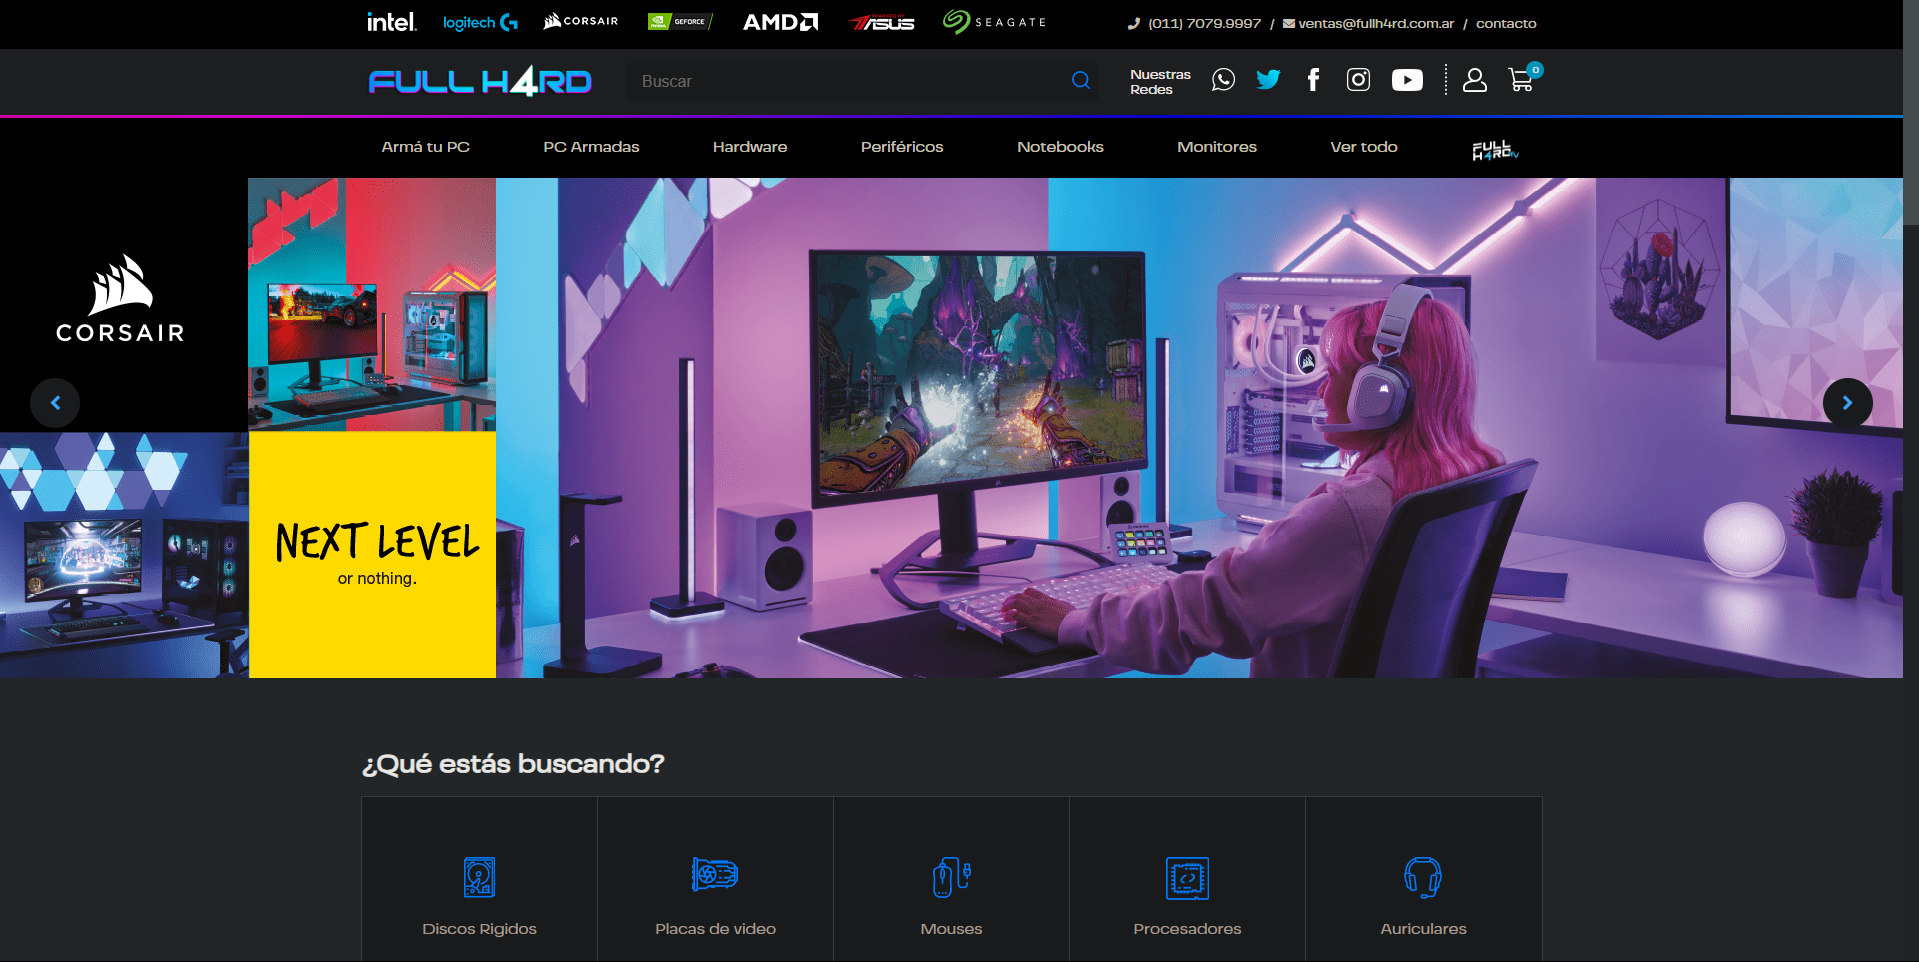 intel.
logitech G
CORSAIR
NVIDIA GEFORCE
AMD
ASUS
SEAGATE
(011) 7079.9997 / ventas@fullh4rd.com.ar / contacto
FULL H4RD
Buscar
Nuestras
Redes
0
Armá tu PC
PC Armadas
Hardware
Periféricos
Notebooks
Monitores
Ver todo
FULL
H4RD TV
CORSAIR
NEXT LEVEL
or nothing.
¿Qué estás buscando?
Discos Rigidos
Placas de video
Mouses
Procesadores
Auriculares